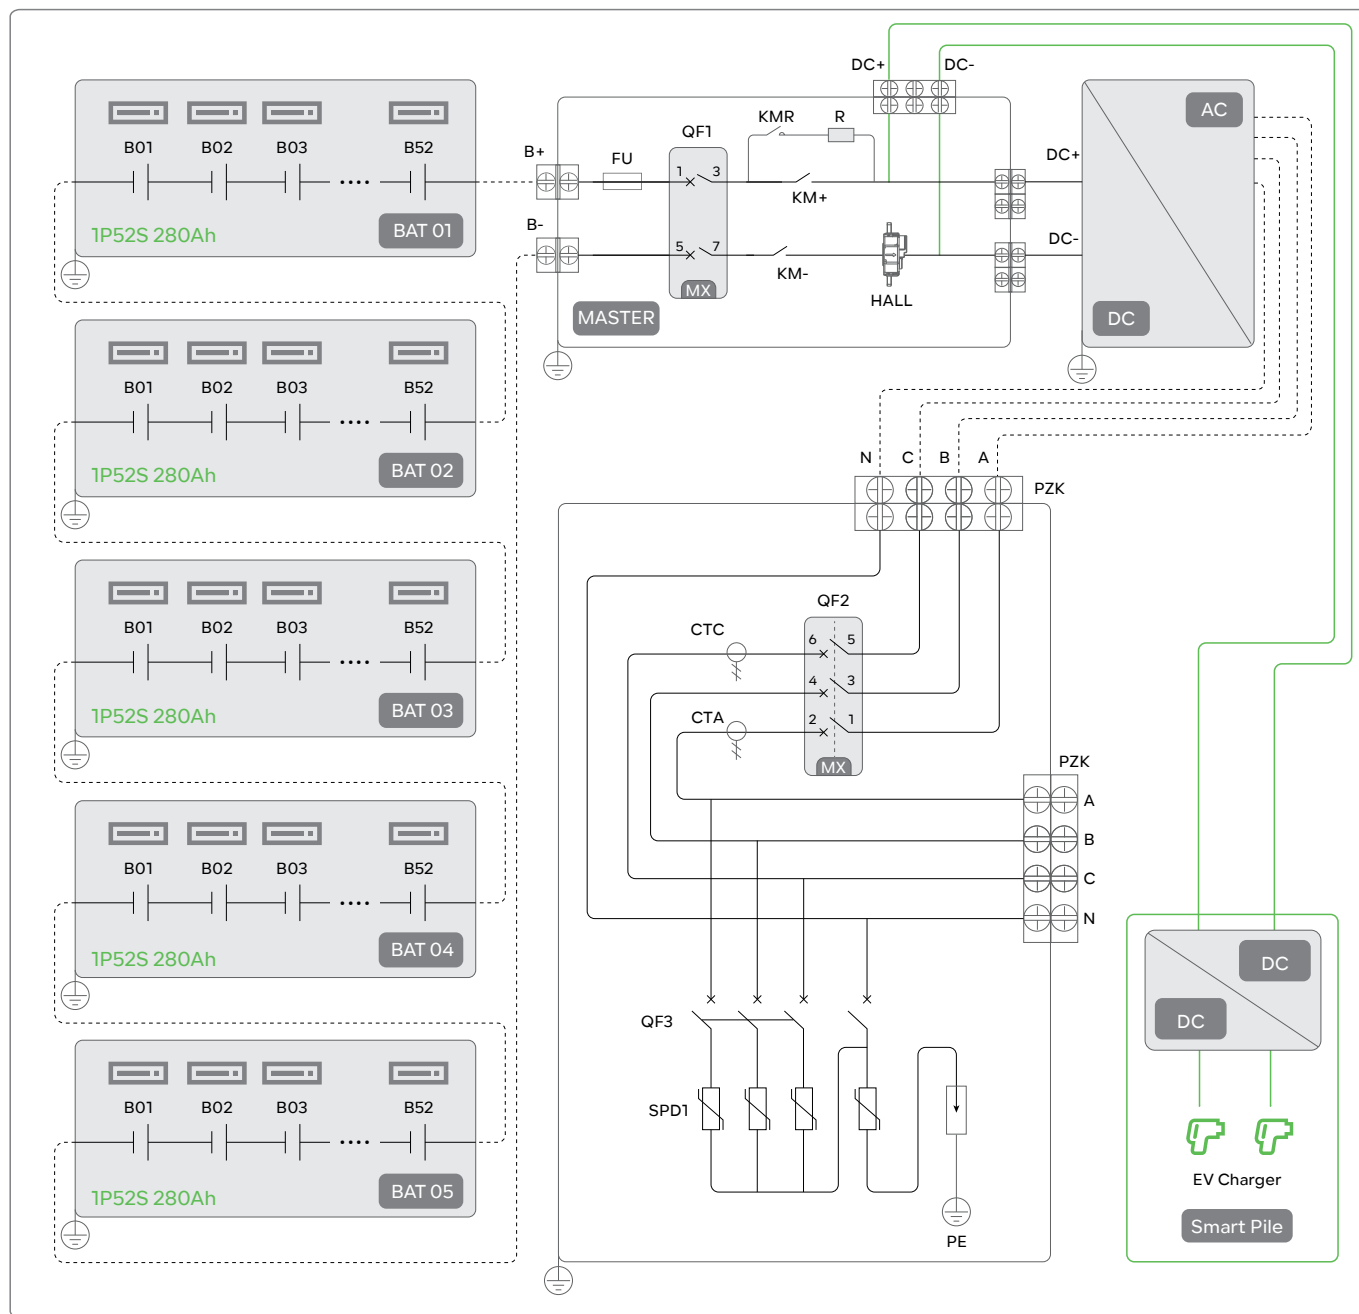 B01 B02 B03 B52
1P52S 280Ah
BAT 01
B01 B02 B03 B52
1P52S 280Ah
BAT 02
B01 B02 B03 B52
1P52S 280Ah
BAT 03
B01 B02 B03 B52
1P52S 280Ah
BAT 04
B01 B02 B03 B52
1P52S 280Ah
BAT 05
DC+ DC-
KMR R
QF1
B+ FU
1 3
KM+
B-
5 7
KM-
HALL
MX
MASTER
DC+
DC-
AC
DC
N C B A
PZK
QF2
CTC
6 5
4 3
CTA
2 1
MX
PZK
A
B
C
N
QF3
SPD1
PE
DC
DC
EV Charger
Smart Pile